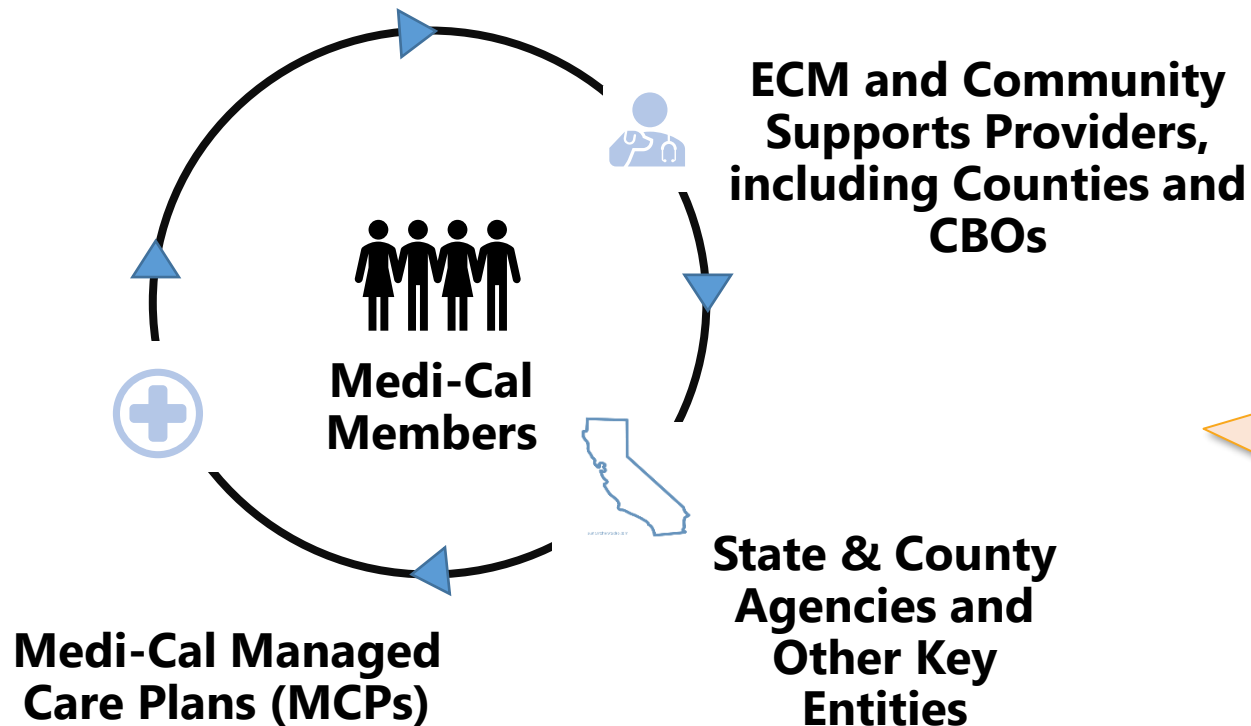 ECM and Community
Supports Providers,
including Counties and
CBOs
Medi-Cal
Members
State & County
Agencies and
Other Key
Entities
Medi-Cal Managed
Care Plans (MCPs)